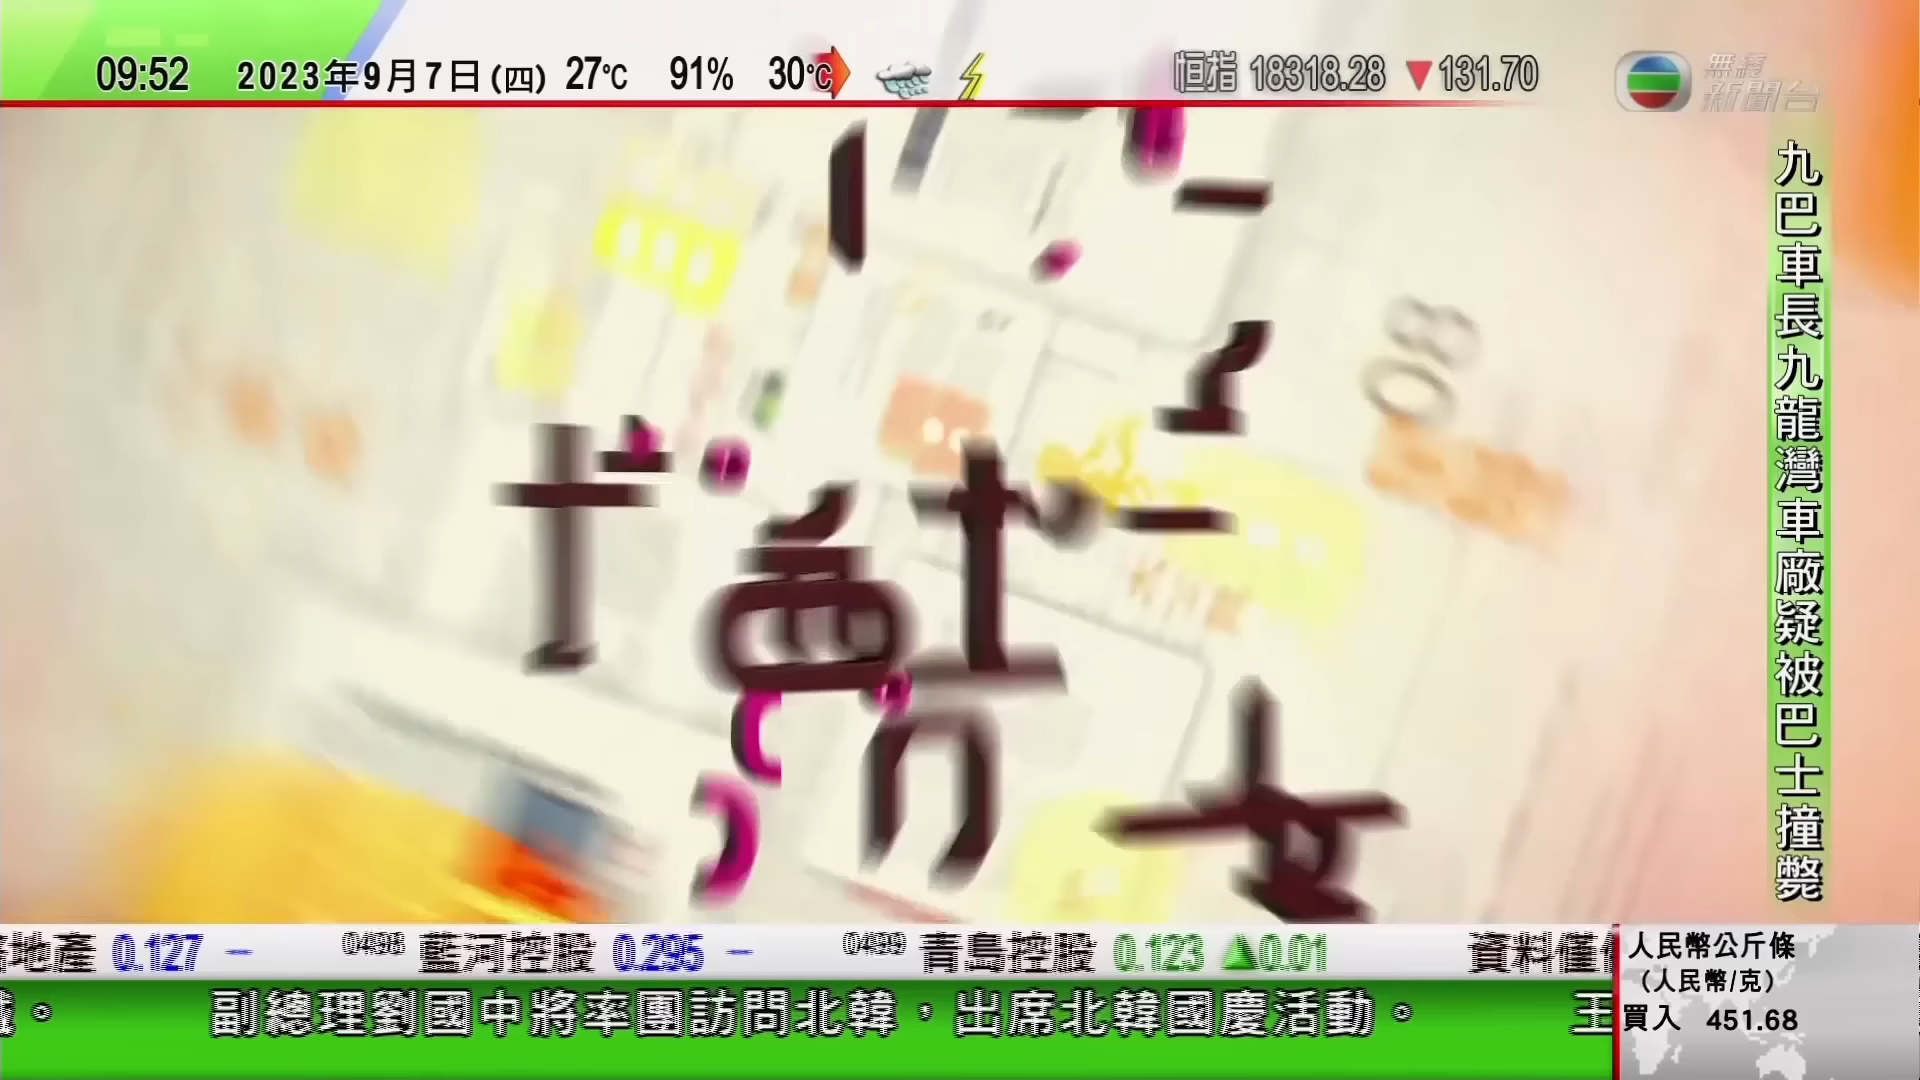 09:52 2023年9月7日(四) 27℃ 91% 30℃ 恒指 18318.28 ▼131.70
無綫
新聞台
九巴車長九龍灣車廠疑被巴士撞斃
地產 0.127 – 0498 藍河控股 0.295 – 0499 青島控股 0.123 ▲0.01 資料僅
。 副總理劉國中將率團訪問北韓，出席北韓國慶活動。 王
人民幣公斤條
(人民幣/克)
買入 451.68